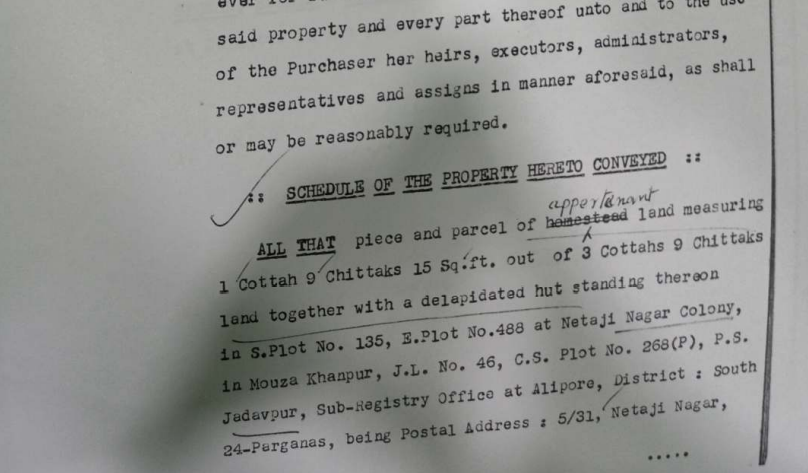 ever for
said property and every part thereof unto and to the use
of the Purchaser her heirs, executors, administrators,
representatives and assigns in manner aforesaid, as shall
or may be reasonably required.
:: SCHEDULE OF THE PROPERTY HERETO CONVEYED ::
appertanant
ALL THAT piece and parcel of homestead land measuring
1 Cottah 9 Chittaks 15 Sq.ft. out of 3 Cottahs 9 Chittaks
land together with a delapidated hut standing thereon
in S.Plot No. 135, E.Plot No.488 at Netaji Nagar Colony,
in Mouza Khanpur, J.L. No. 46, C.S. Plot No. 268(P), P.S.
Jadavpur, Sub-Registry Office at Alipore, District : South
24-Parganas, being Postal Address : 5/31, Netaji Nagar,
.....